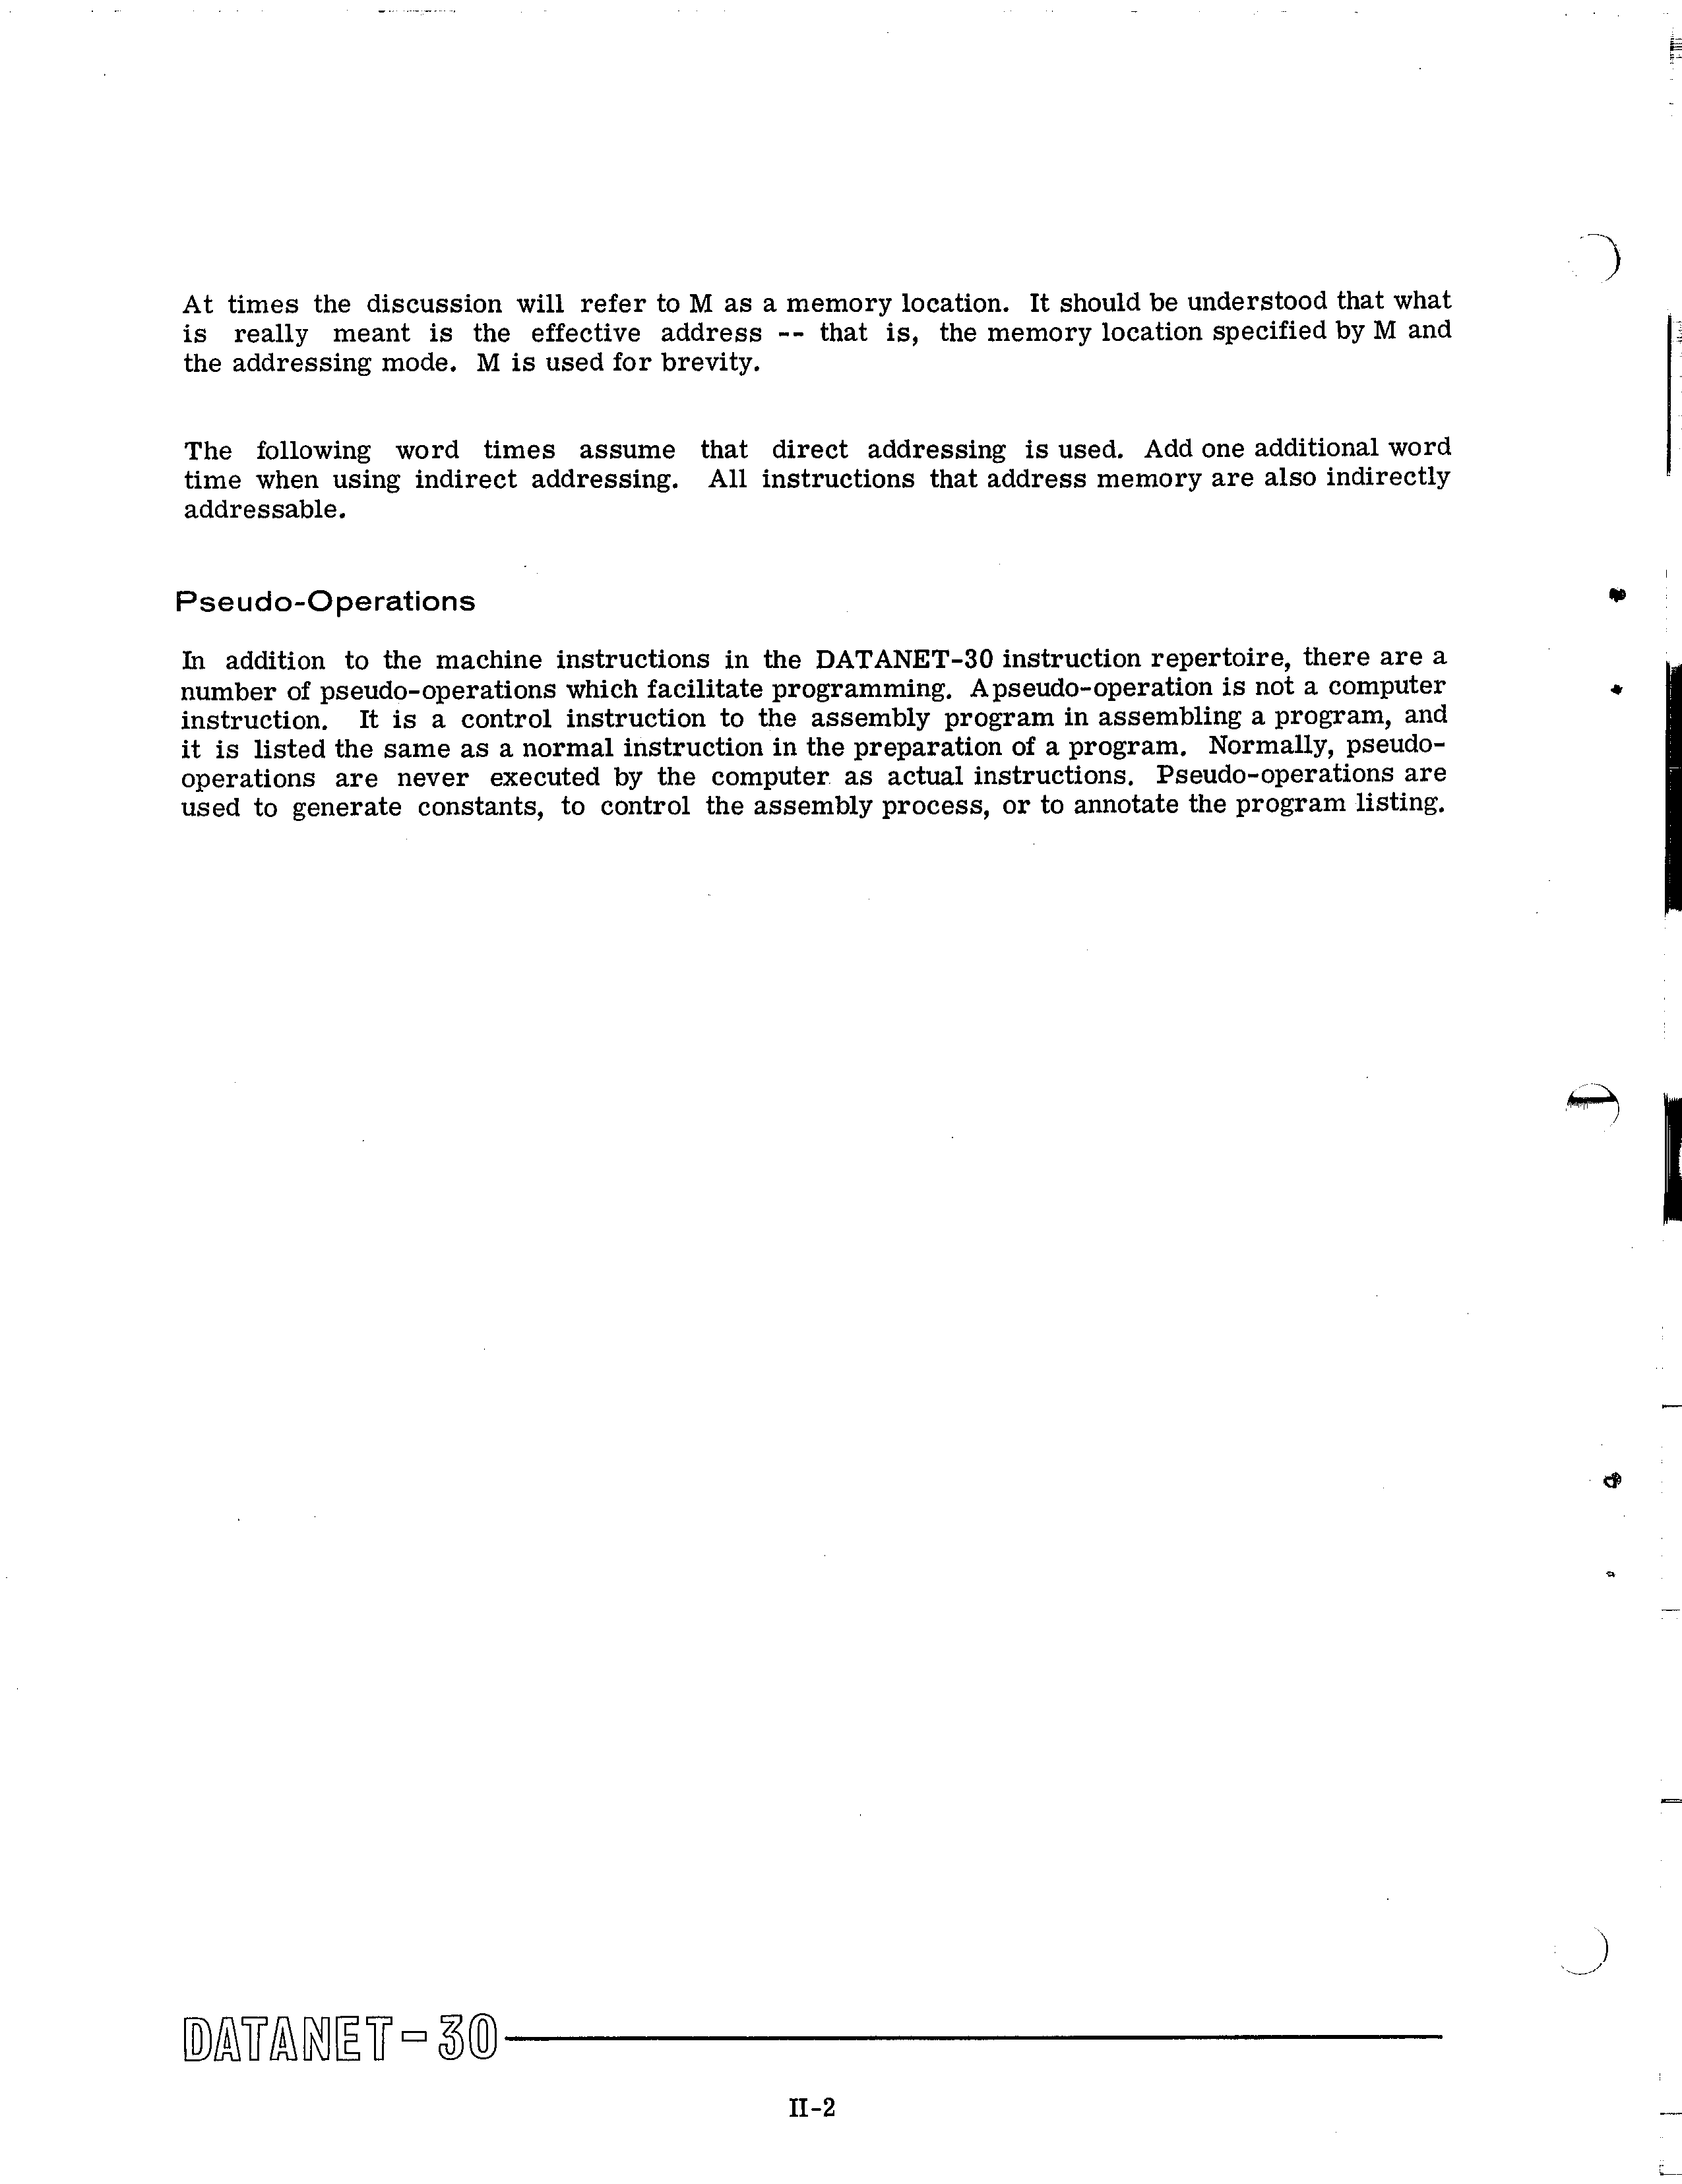 At times the discussion will refer to M as a memory location. It should be understood that what
is really meant is the effective address -- that is, the memory location specified by M and
the addressing mode. M is used for brevity.
The following word times assume that direct addressing is used. Add one additional word
time when using indirect addressing. All instructions that address memory are also indirectly
addressable.
Pseudo-Operations
In addition to the machine instructions in the DATANET-30 instruction repertoire, there are a
number of pseudo-operations which facilitate programming. A pseudo-operation is not a computer
instruction. It is a control instruction to the assembly program in assembling a program, and
it is listed the same as a normal instruction in the preparation of a program. Normally, pseudo-
operations are never executed by the computer as actual instructions. Pseudo-operations are
used to generate constants, to control the assembly process, or to annotate the program listing.
DATANET-30
II-2